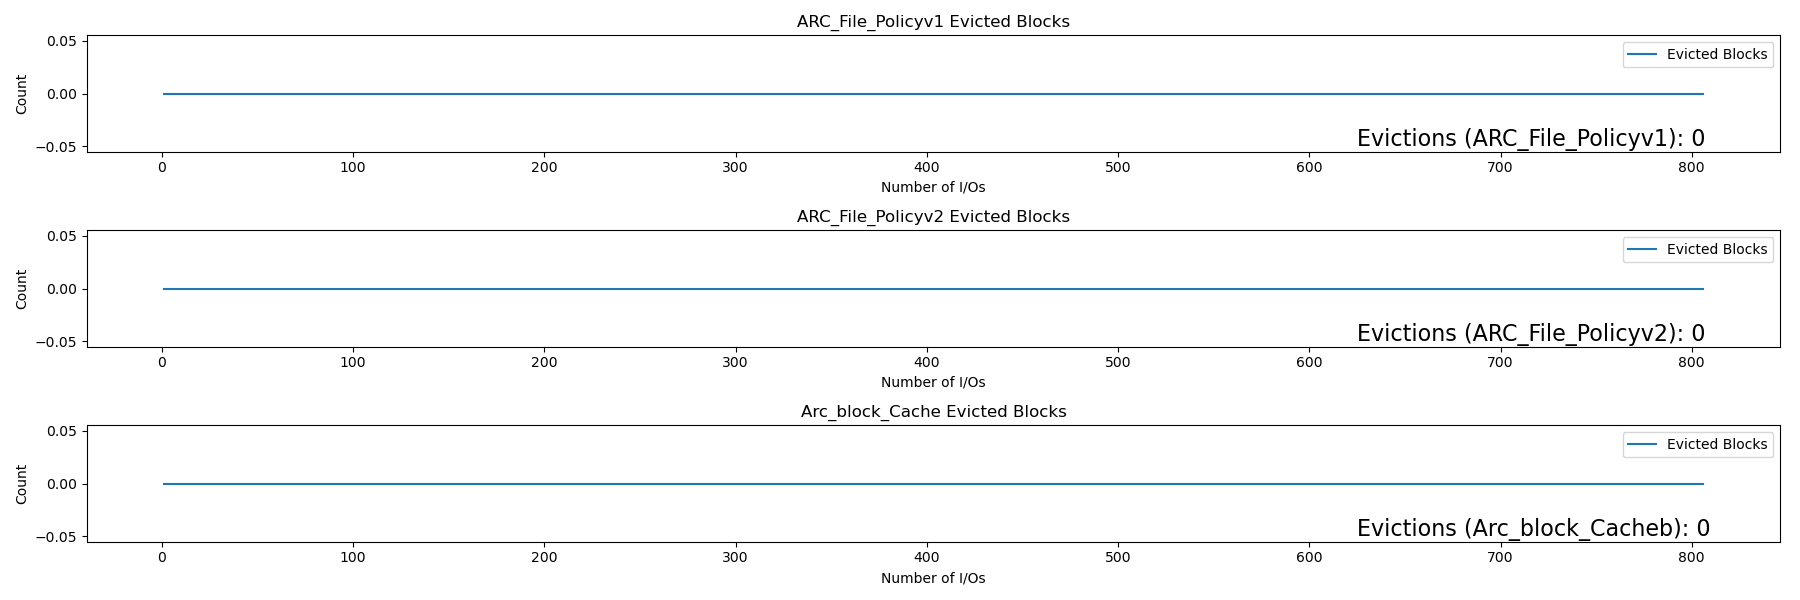 ARC_File_Policyv1 Evicted Blocks
0.05
0.00
−0.05
Count
Evicted Blocks
Evictions (ARC_File_Policyv1): 0
0 100 200 300 400 500 600 700 800
Number of I/Os
ARC_File_Policyv2 Evicted Blocks
0.05
0.00
−0.05
Count
Evicted Blocks
Evictions (ARC_File_Policyv2): 0
0 100 200 300 400 500 600 700 800
Number of I/Os
Arc_block_Cache Evicted Blocks
0.05
0.00
−0.05
Count
Evicted Blocks
Evictions (Arc_block_Cacheb): 0
0 100 200 300 400 500 600 700 800
Number of I/Os